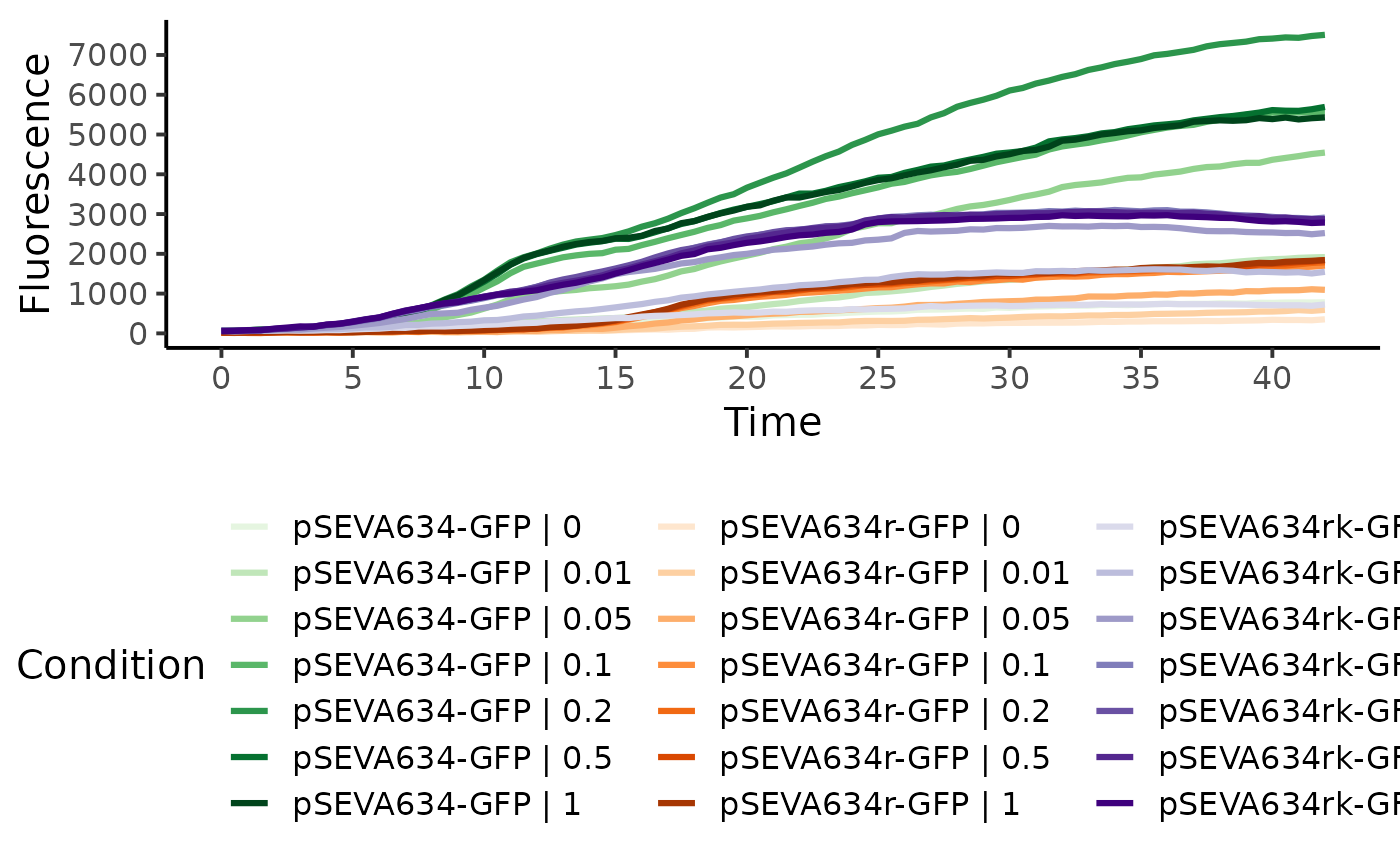 Fluorescence
7000
6000
5000
4000
3000
2000
1000
0
0 5 10 15 20 25 30 35 40
Time
Condition
pSEVA634-GFP | 0
pSEVA634-GFP | 0.01
pSEVA634-GFP | 0.05
pSEVA634-GFP | 0.1
pSEVA634-GFP | 0.2
pSEVA634-GFP | 0.5
pSEVA634-GFP | 1
pSEVA634r-GFP | 0
pSEVA634r-GFP | 0.01
pSEVA634r-GFP | 0.05
pSEVA634r-GFP | 0.1
pSEVA634r-GFP | 0.2
pSEVA634r-GFP | 0.5
pSEVA634r-GFP | 1
pSEVA634rk-GF
pSEVA634rk-GF
pSEVA634rk-GF
pSEVA634rk-GF
pSEVA634rk-GF
pSEVA634rk-GF
pSEVA634rk-GF